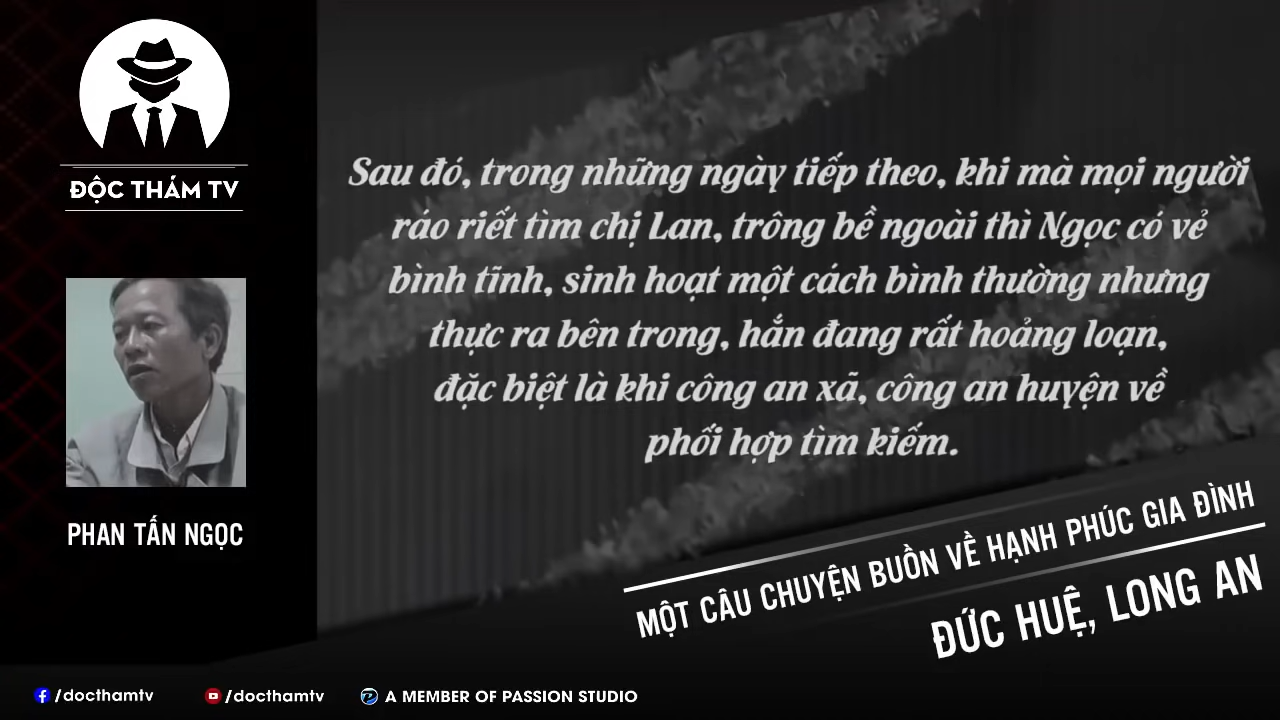 ĐỘC THÁM TV
PHAN TẤN NGỌC
Sau đó, trong những ngày tiếp theo, khi mà mọi người
ráo riết tìm chị Lan, trông bề ngoài thì Ngọc có vẻ
bình tĩnh, sinh hoạt một cách bình thường nhưng
thực ra bên trong, hắn đang rất hoảng loạn,
đặc biệt là khi công an xã, công an huyện về
phối hợp tìm kiếm.
MỘT CÂU CHUYỆN BUỒN VỀ HẠNH PHÚC GIA ĐÌNH
ĐỨC HUỆ, LONG AN
/docthamtv /docthamtv A MEMBER OF PASSION STUDIO